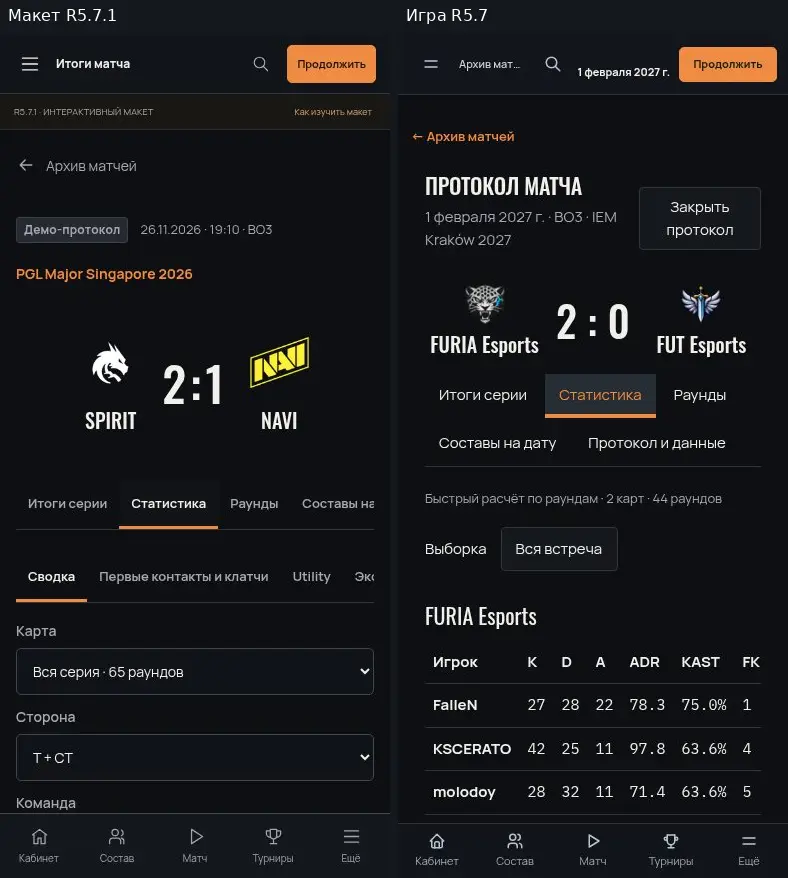 Макет R5.7.1
Итоги матча
Продолжить
R5.7.1 · ИНТЕРАКТИВНЫЙ МАКЕТ
Как изучить макет
← Архив матчей
Демо-протокол
26.11.2026 · 19:10 · BO3
PGL Major Singapore 2026
2:1
SPIRIT
NAVI
Итоги серии Статистика Раунды Составы на
Сводка Первые контакты и клатчи Utility Экс
Карта
Вся серия · 65 раундов
Сторона
T + CT
Команда
Кабинет Состав Матч Турниры Ещё
Игра R5.7
Архив мат...
1 февраля 2027 г.
Продолжить
← Архив матчей
ПРОТОКОЛ МАТЧА
1 февраля 2027 г. · BO3 · IEM
Kraków 2027
Закрыть
протокол
2 : 0
FURIA Esports
FUT Esports
Итоги серии Статистика Раунды
Составы на дату Протокол и данные
Быстрый расчёт по раундам · 2 карт · 44 раундов
Выборка Вся встреча
FURIA Esports
Игрок K D A ADR KAST FK
FalleN 27 28 22 78.3 75.0% 1
KSCERATO 42 25 11 97.8 63.6% 4
molodoy 28 32 11 71.4 63.6% 5
Кабинет Состав Матч Турниры Ещё